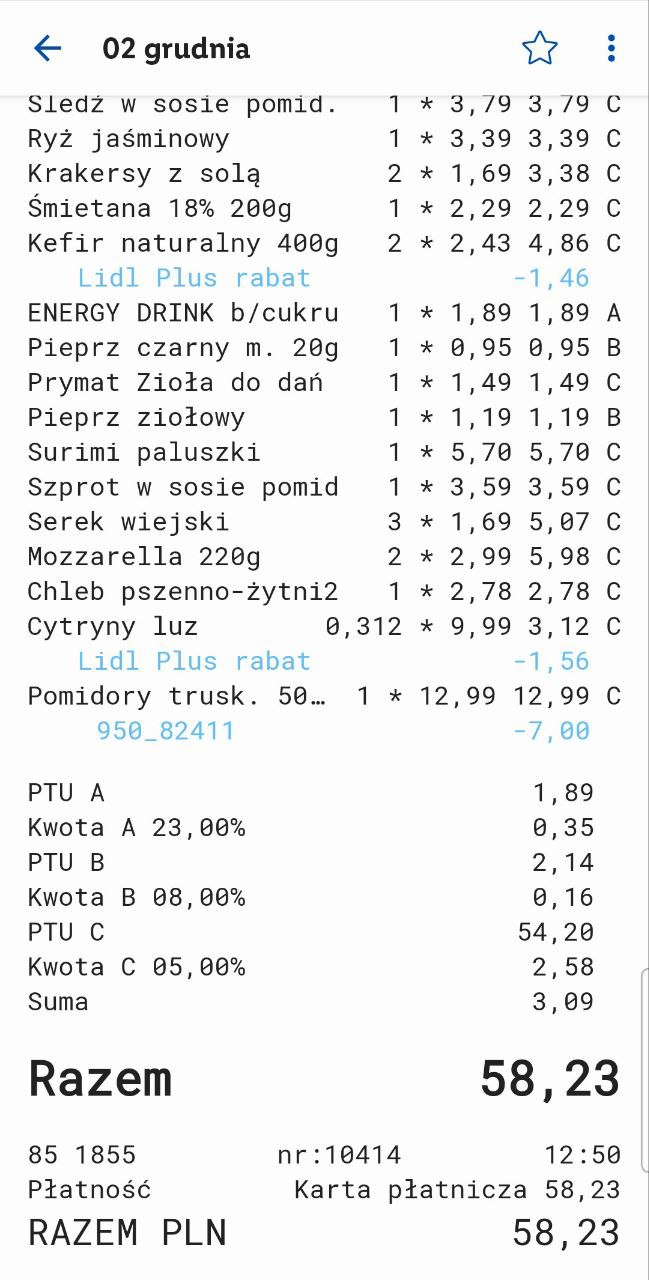 02 grudnia
Śledź w sosie pomid. 1 * 3,79 3,79 C
Ryż jaśminowy 1 * 3,39 3,39 C
Krakersy z solą 2 * 1,69 3,38 C
Śmietana 18% 200g 1 * 2,29 2,29 C
Kefir naturalny 400g 2 * 2,43 4,86 C
Lidl Plus rabat -1,46
ENERGY DRINK b/cukru 1 * 1,89 1,89 A
Pieprz czarny m. 20g 1 * 0,95 0,95 B
Prymat Zioła do dań 1 * 1,49 1,49 C
Pieprz ziołowy 1 * 1,19 1,19 B
Surimi paluszki 1 * 5,70 5,70 C
Szprot w sosie pomid 1 * 3,59 3,59 C
Serek wiejski 3 * 1,69 5,07 C
Mozzarella 220g 2 * 2,99 5,98 C
Chleb pszenno-żytni2 1 * 2,78 2,78 C
Cytryny luz 0,312 * 9,99 3,12 C
Lidl Plus rabat -1,56
Pomidory trusk. 50… 1 * 12,99 12,99 C
950_82411 -7,00
PTU A 1,89
Kwota A 23,00% 0,35
PTU B 2,14
Kwota B 08,00% 0,16
PTU C 54,20
Kwota C 05,00% 2,58
Suma 3,09
Razem 58,23
85 1855 nr:10414 12:50
Płatność Karta płatnicza 58,23
RAZEM PLN 58,23